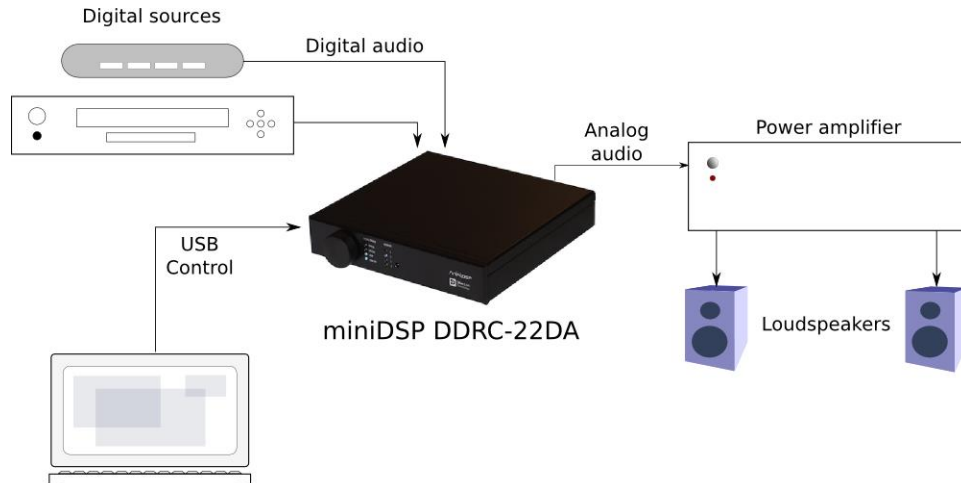 Digital sources
Digital audio
Analog
audio
Power amplifier
USB
Control
miniDSP DDRC-22DA
Loudspeakers